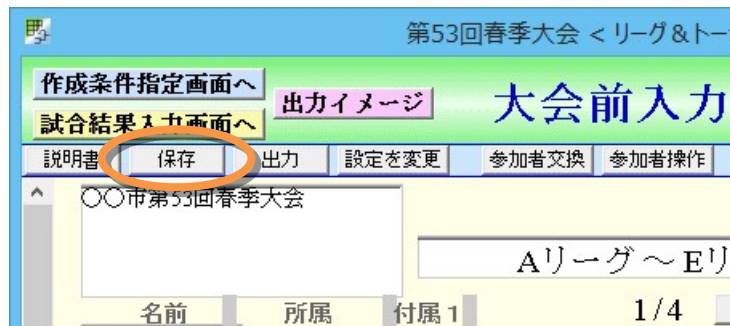 第53回春季大会 < リーグ&トー
作成条件指定画面へ
出力イメージ
大会前入力
試合結果入力画面へ
説明書 保存 出力 設定を変更 参加者交換 参加者操作
〇〇市第53回春季大会
Aリーグ～Eリ
名前 所属 付属1 1/4